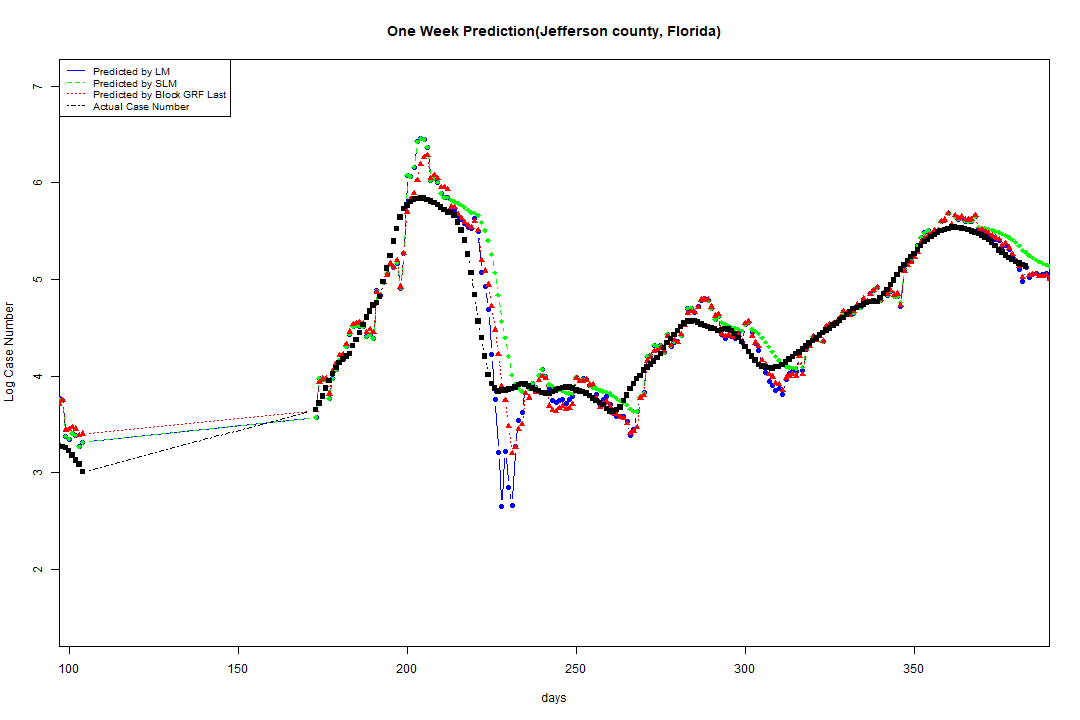 One Week Prediction(Jefferson county, Florida)
Predicted by LM
Predicted by SLM
Predicted by Block GRF Last
Actual Case Number
Log Case Number
7
6
5
4
3
2
100 150 200 250 300 350
days